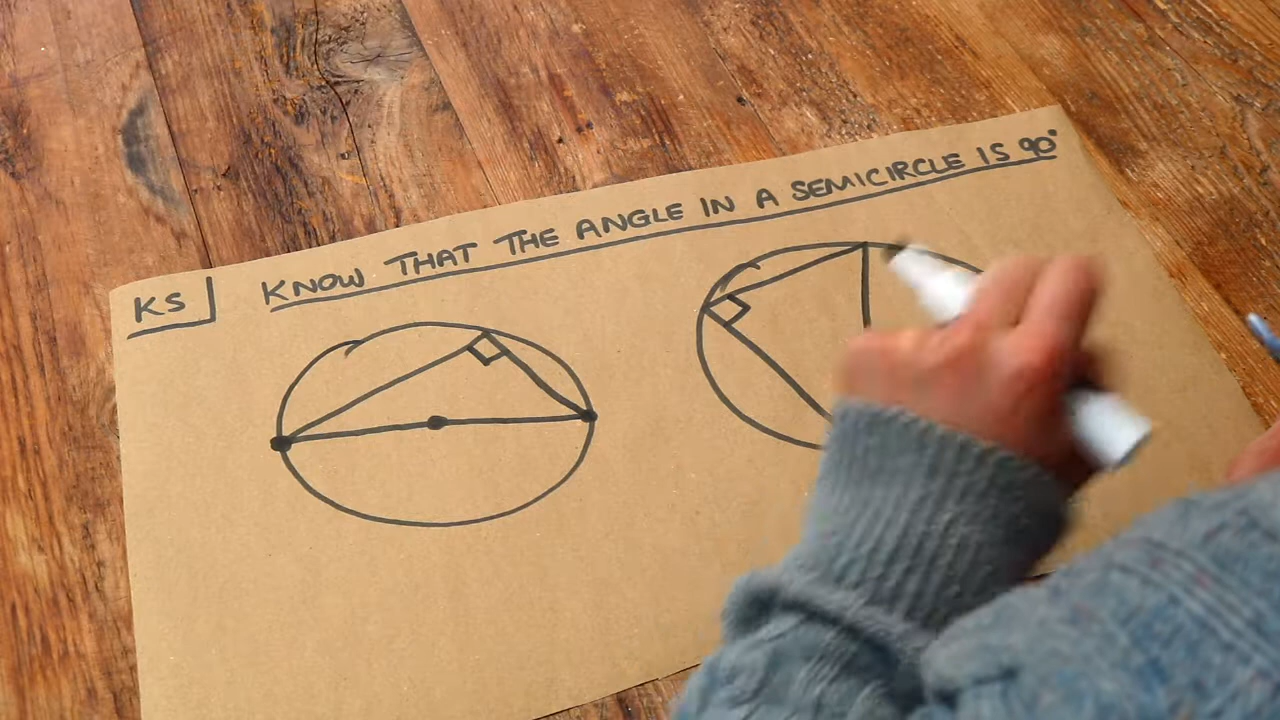 KS KNOW THAT THE ANGLE IN A SEMICIRCLE IS 90°